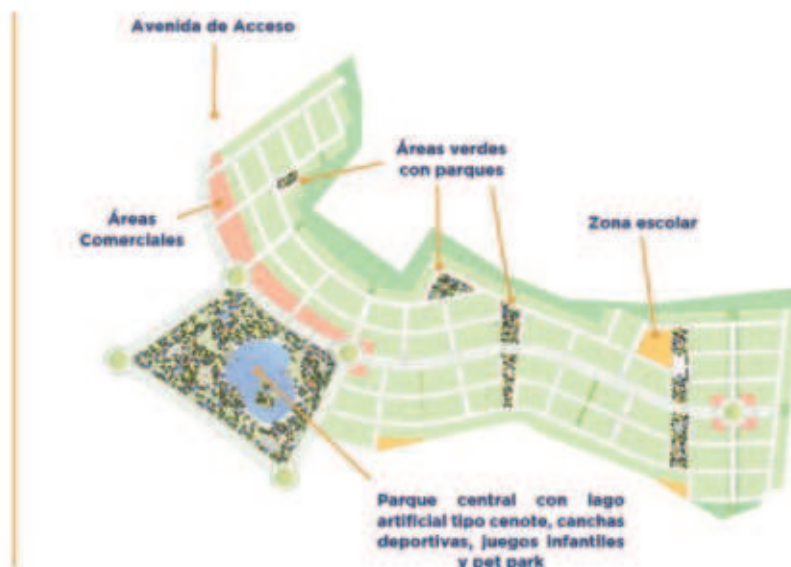 Avenida de Acceso
Áreas verdes
con parques
Áreas
Comerciales
Zona escolar
Parque central con lago
artificial tipo cenote, canchas
deportivas, juegos infantiles
y pet park